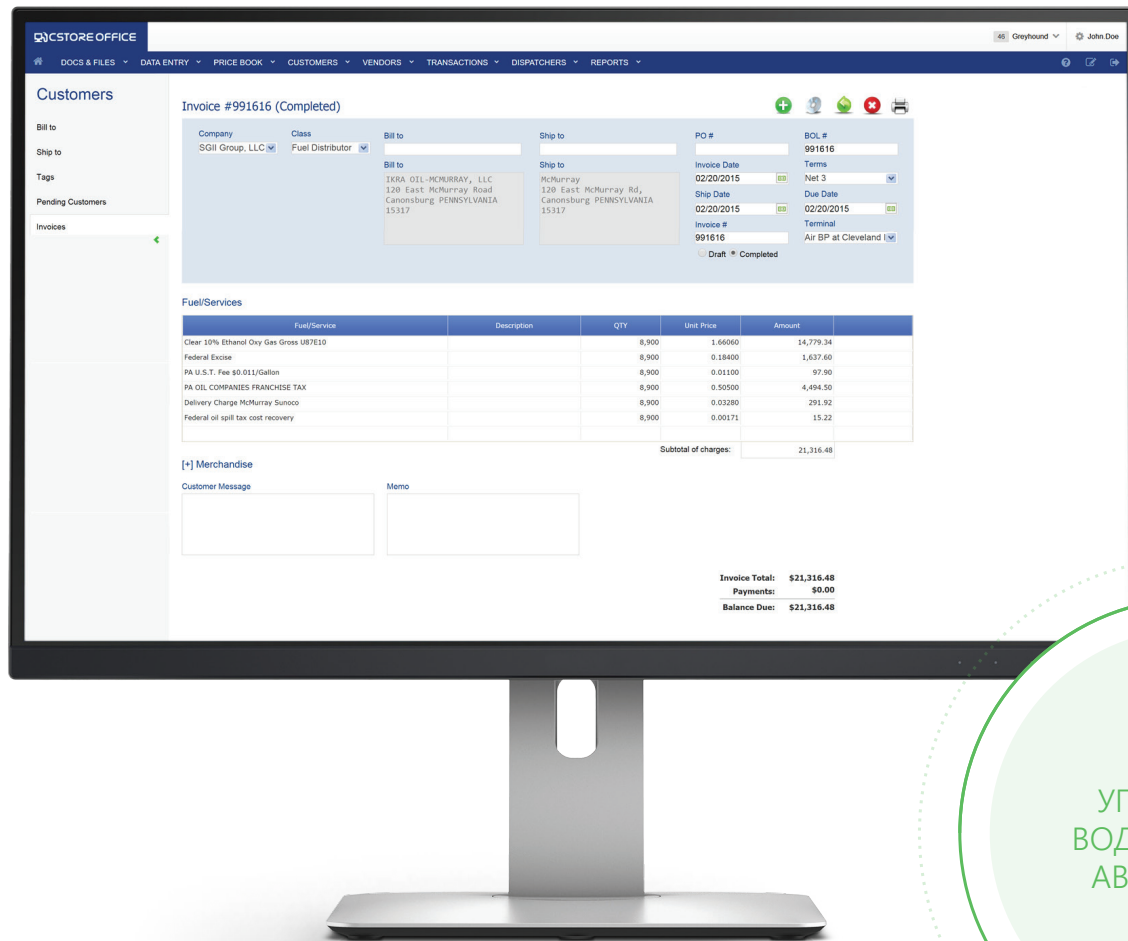 CSTOREOFFICE
46 Greyhound John.Doe
DOCS & FILES DATA ENTRY PRICE BOOK CUSTOMERS VENDORS TRANSACTIONS DISPATCHERS REPORTS
Customers
Bill to
Ship to
Tags
Pending Customers
Invoices
Invoice #991616 (Completed)
Company Class Bill to Ship to PO # BOL #
SGII Group, LLC Fuel Distributor 991616
Bill to Ship to Invoice Date Terms
IKRA OIL-MCMURRAY, LLC
120 East McMurray Road
Canonsburg PENNSYLVANIA
15317
McMurray
120 East McMurray Rd,
Canonsburg PENNSYLVANIA
15317
02/20/2015 Net 3
Ship Date Due Date
02/20/2015 02/20/2015
Invoice # Terminal
991616 Air BP at Cleveland
Draft Completed
Fuel/Services
Fuel/Service Description QTY Unit Price Amount
Clear 10% Ethanol Oxy Gas Gross U87E10 8,900 1.66060 14,779.34
Federal Excise 8,900 0.18400 1,637.60
PA U.S.T. Fee $0.011/Gallon 8,900 0.01100 97.90
PA OIL COMPANIES FRANCHISE TAX 8,900 0.50500 4,494.50
Delivery Charge McMurray Sunoco 8,900 0.03280 291.92
Federal oil spill tax cost recovery 8,900 0.00171 15.22
Subtotal of charges: 21,316.48
[+] Merchandise
Customer Message Memo
Invoice Total: $21,316.48
Payments: $0.00
Balance Due: $21,316.48